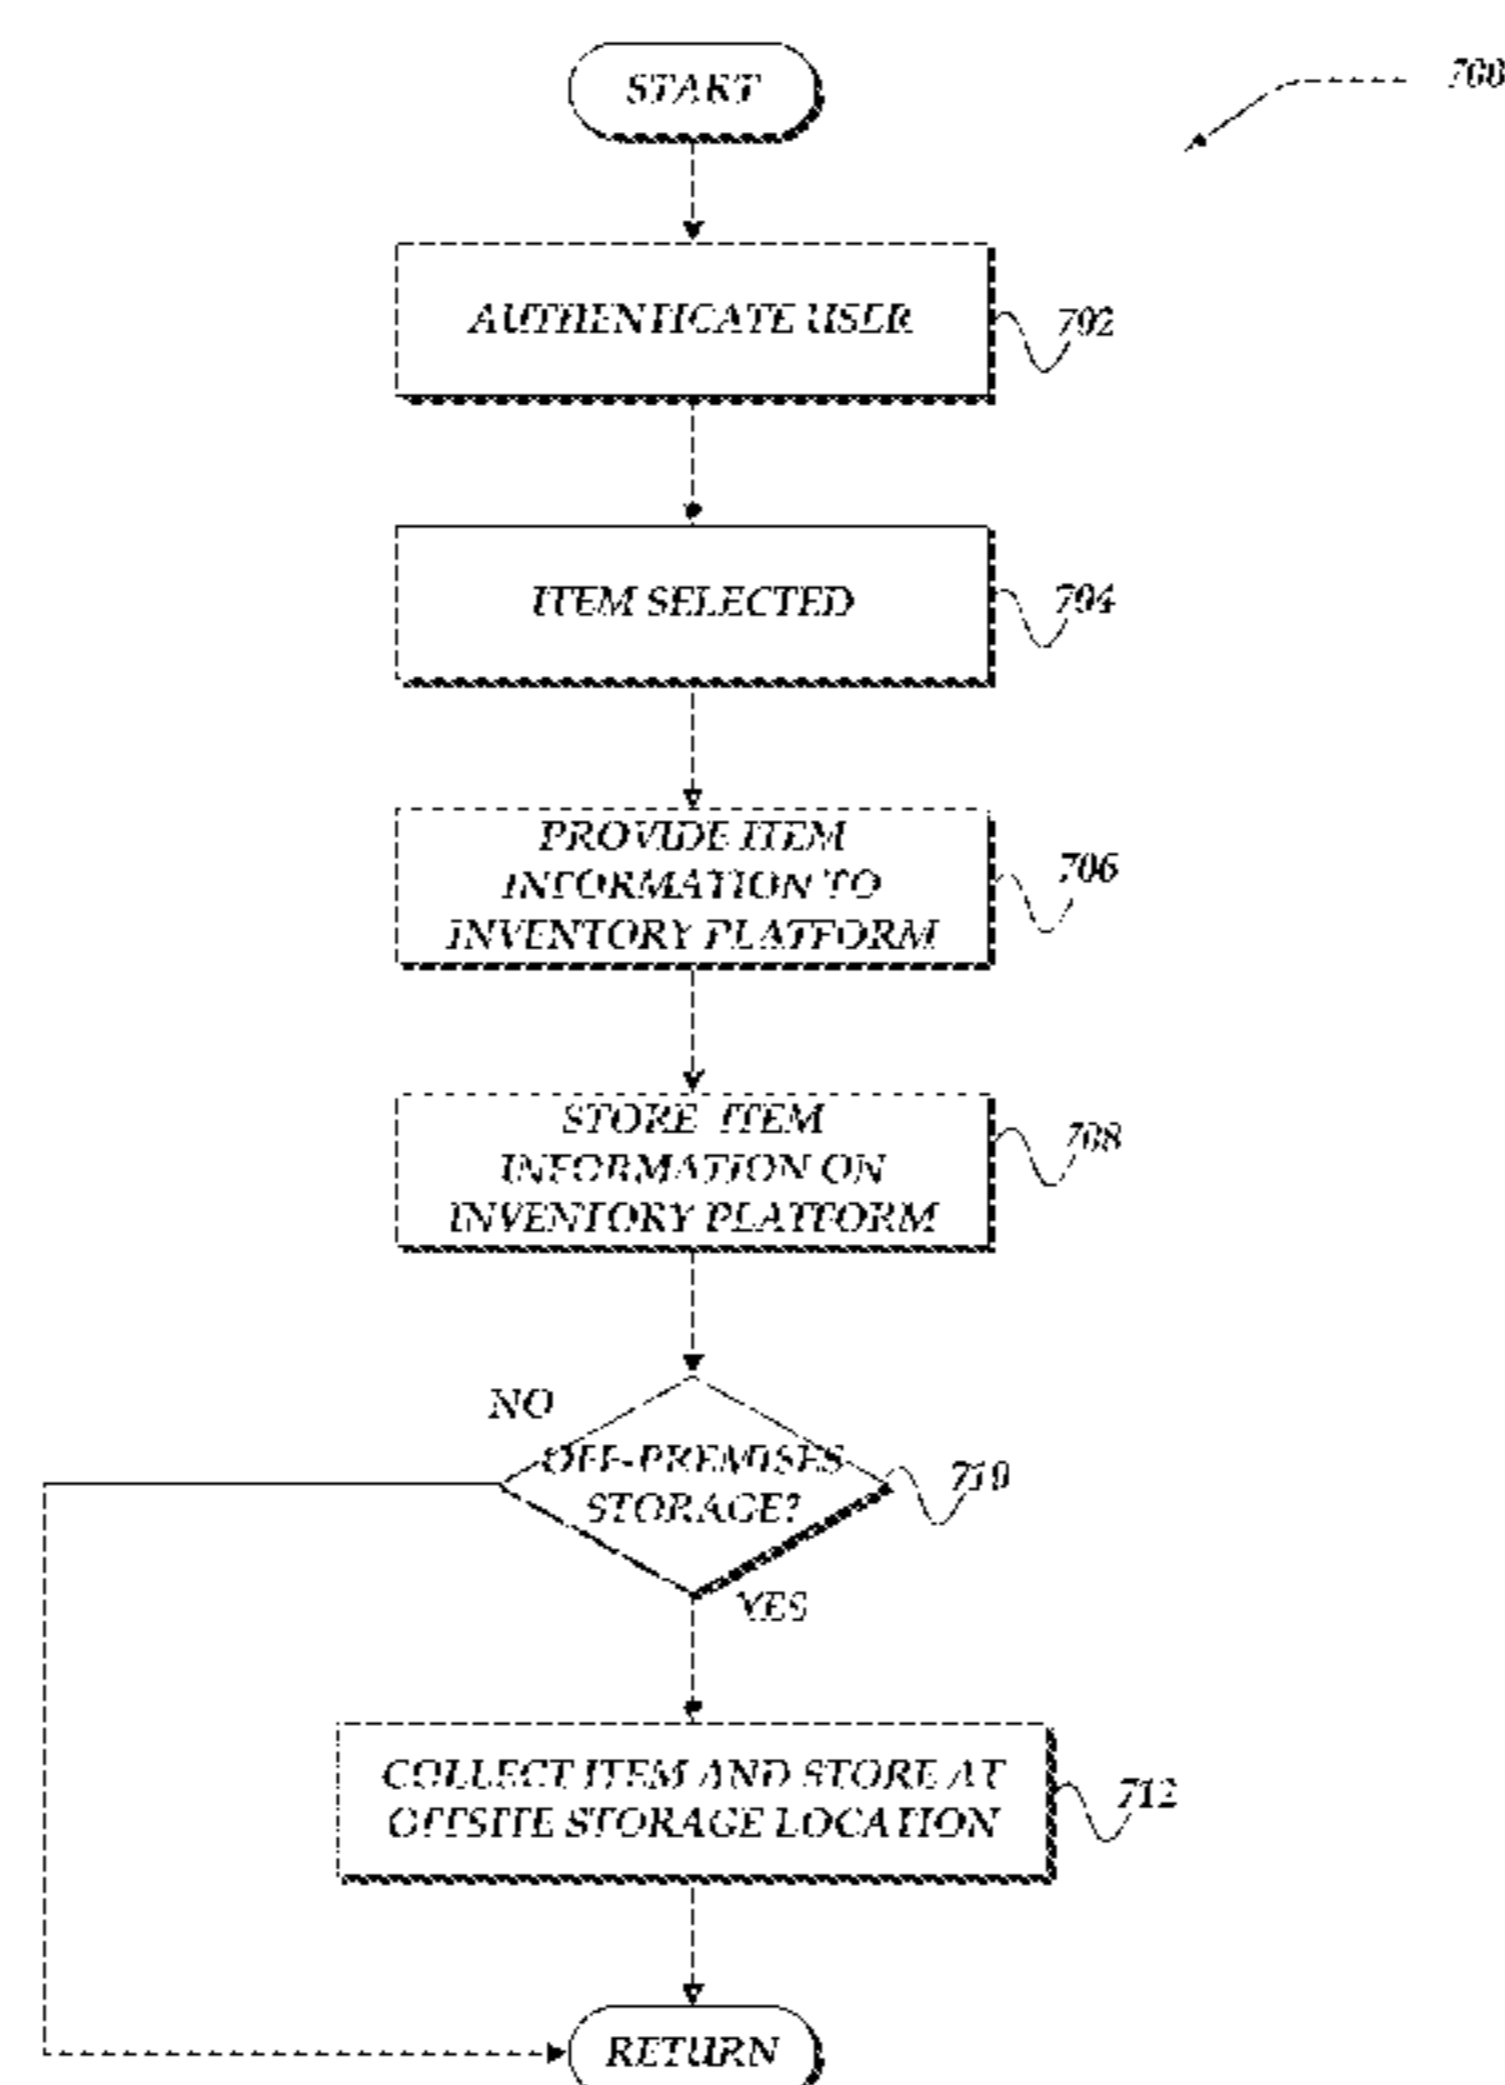 START
700
AUTHENTICATE USER
702
ITEM SELECTED
704
PROVIDE ITEM
INFORMATION TO
INVENTORY PLATFORM
706
STORE ITEM
INFORMATION ON
INVENTORY PLATFORM
708
NO
OFF-PREMISES
STORAGE?
710
YES
COLLECT ITEM AND STORE AT
OFFSITE STORAGE LOCATION
712
RETURN